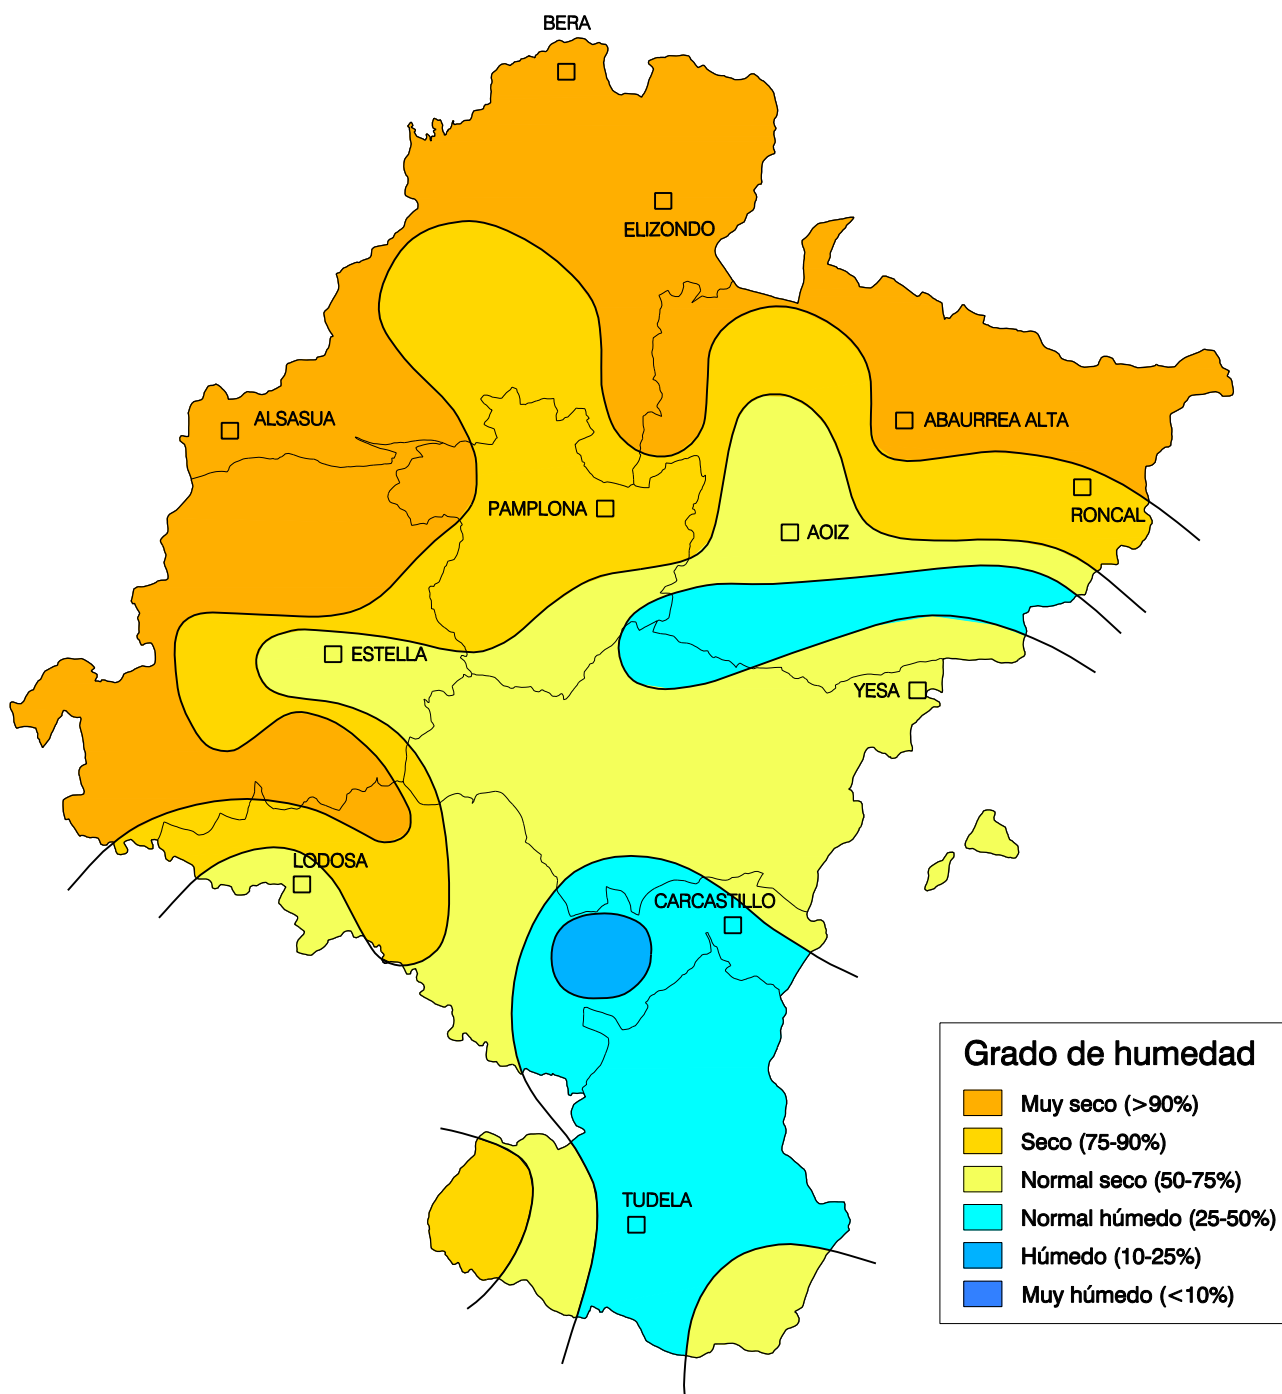 BERA
ELIZONDO
ALSASUA
ABAURREA ALTA
PAMPLONA
RONCAL
AOIZ
ESTELLA
YESA
LODOSA
CARCASTILLO
TUDELA
Grado de humedad
Muy seco (>90%)
Seco (75-90%)
Normal seco (50-75%)
Normal húmedo (25-50%)
Húmedo (10-25%)
Muy húmedo (<10%)